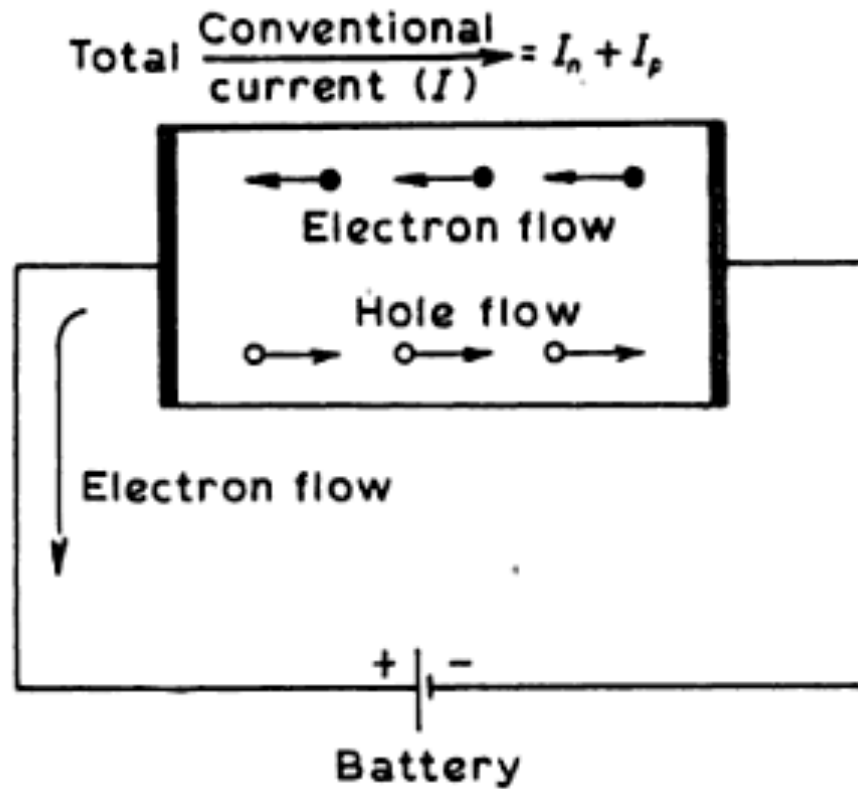 Total Conventional = Iₙ + Iₚ
current (I)
Electron flow
Hole flow
Electron flow
+ -
Battery